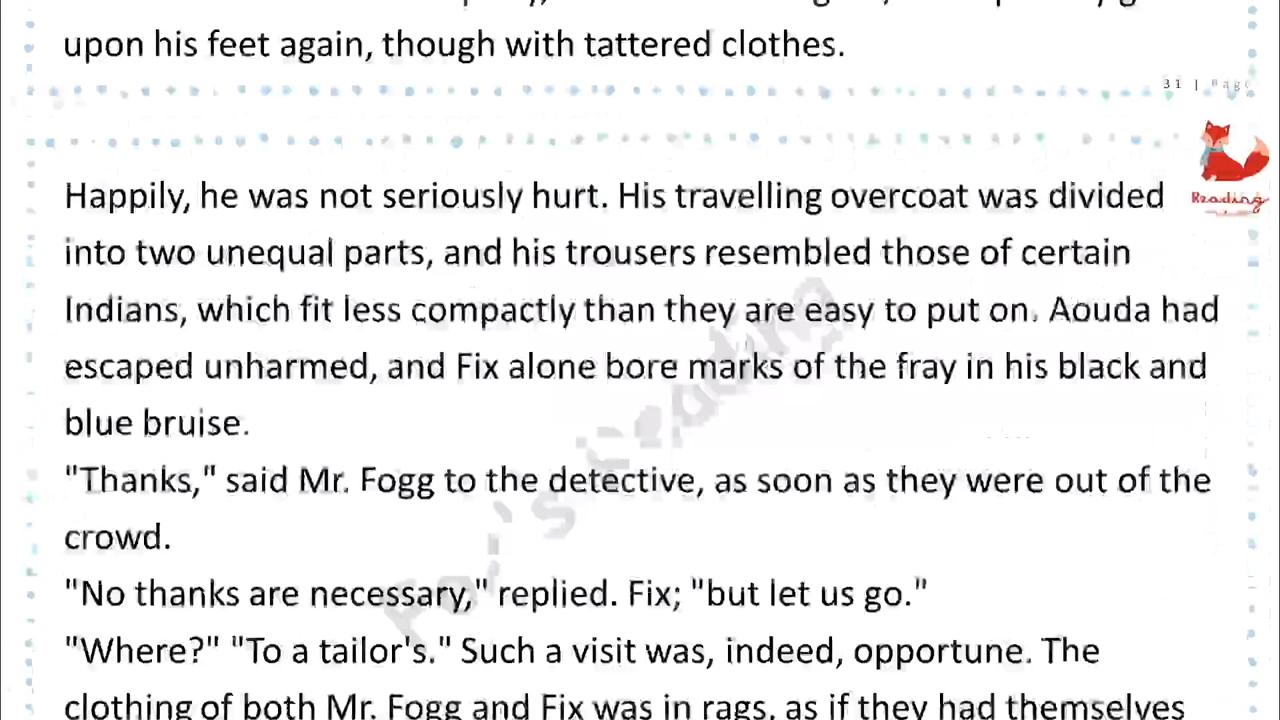 upon his feet again, though with tattered clothes.
31 | Page
Reading
Happily, he was not seriously hurt. His travelling overcoat was divided
into two unequal parts, and his trousers resembled those of certain
Indians, which fit less compactly than they are easy to put on. Aouda had
escaped unharmed, and Fix alone bore marks of the fray in his black and
blue bruise.
"Thanks," said Mr. Fogg to the detective, as soon as they were out of the
crowd.
"No thanks are necessary," replied. Fix; "but let us go."
"Where?" "To a tailor's." Such a visit was, indeed, opportune. The
clothing of both Mr. Fogg and Fix was in rags, as if they had themselves
Reading